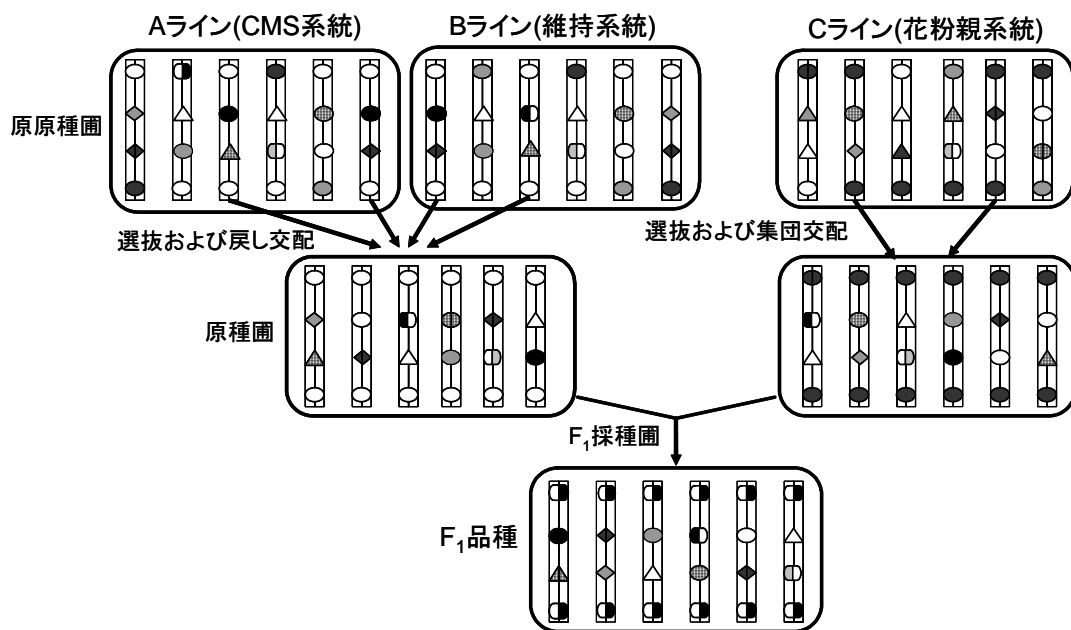 Aライン(CMS系統)
Bライン(維持系統)
Cライン(花粉親系統)
原原種圃
選抜および戻し交配
選抜および集団交配
原種圃
F₁採種圃
F₁品種